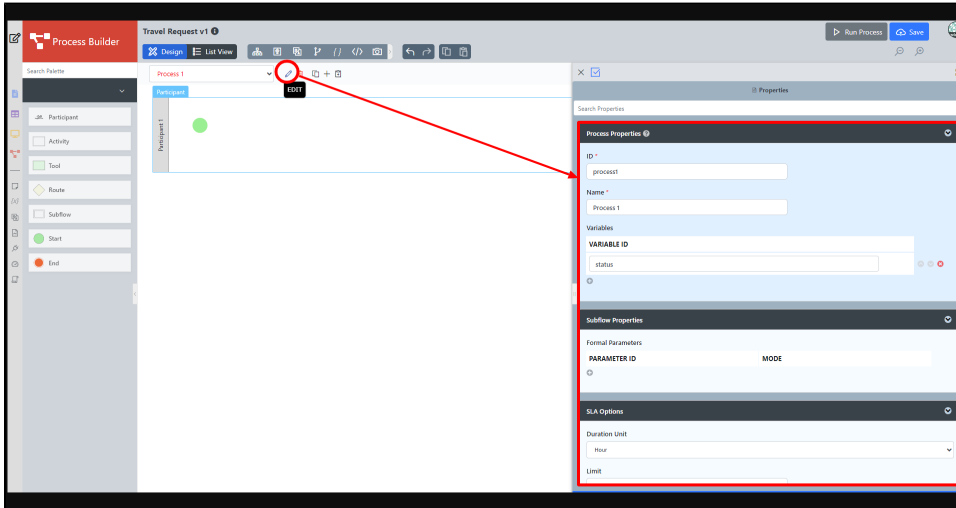 Travel Request v1
Process Builder
Run Process
Save
Design
List View
Search Palette
Process 1
EDIT
Properties
Participant
Participant 1
Search Properties
Participant
Activity
Tool
Route
Subflow
Start
End
Process Properties
ID *
process1
Name *
Process 1
Variables
VARIABLE ID
status
Subflow Properties
Formal Parameters
PARAMETER ID MODE
SLA Options
Duration Unit
Hour
Limit